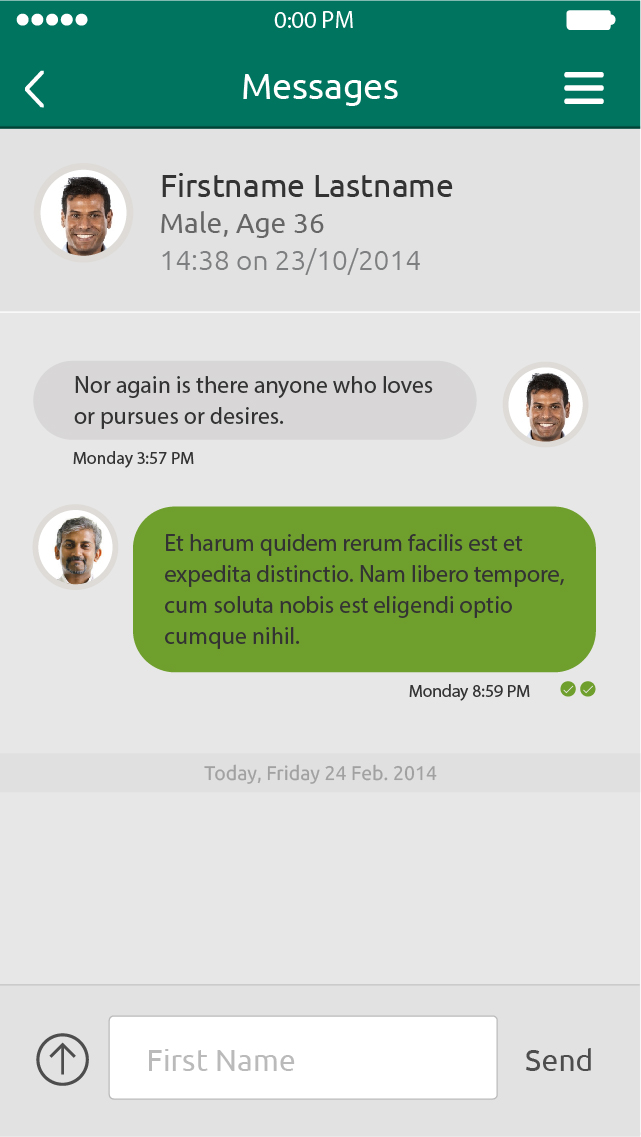 0:00 PM
Messages
Firstname Lastname
Male, Age 36
14:38 on 23/10/2014
Nor again is there anyone who loves
or pursues or desires.
Monday 3:57 PM
Et harum quidem rerum facilis est et
expedita distinctio. Nam libero tempore,
cum soluta nobis est eligendi optio
cumque nihil.
Monday 8:59 PM
Today, Friday 24 Feb. 2014
First Name
Send